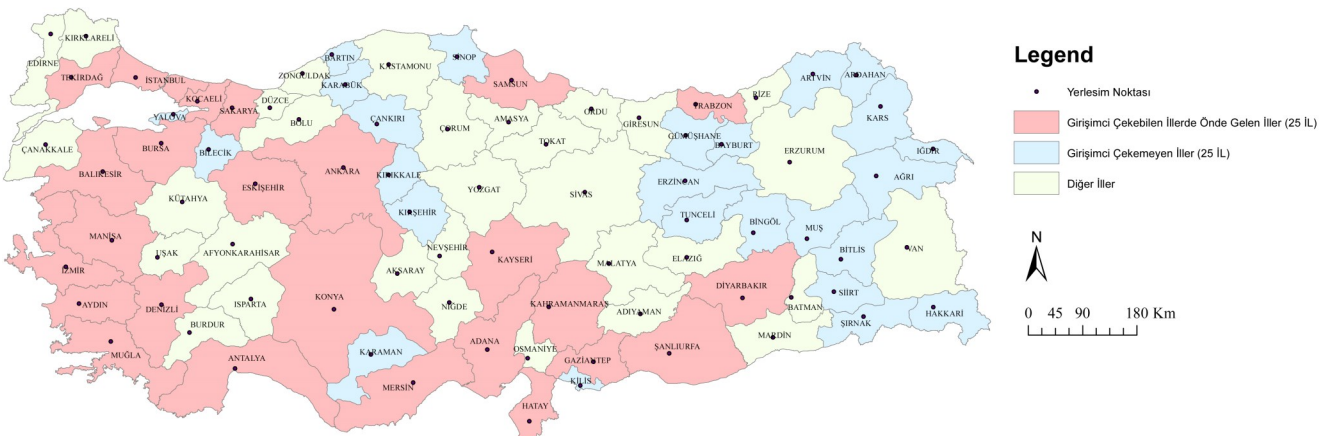 KIRKLARELİ
EDİRNE
TEKİRDAĞ
İSTANBUL
KOCAELİ
SAKARYA
YALOVA
DÜZCE
BOLU
ZONGULDAK
BARTIN
KARABÜK
KASTAMONU
SİNOP
SAMSUN
ÇANKIRI
ÇORUM
AMASYA
ORDU
TOKAT
GİRESUN
TRABZON
RİZE
ARTVİN
ARDAHAN
KARS
IĞDIR
GÜMÜŞHANE
BAYBURT
ERZURUM
AĞRI
ÇANAKKALE
BURSA
BİLECİK
BALIKESİR
ESKİŞEHİR
ANKARA
KIRIKKALE
KÜTAHYA
YOZGAT
SİVAS
ERZİNCAN
TUNCELİ
BİNGÖL
MUŞ
BİTLİS
VAN
KIRŞEHİR
MANİSA
UŞAK
AFYONKARAHİSAR
NEVŞEHİR
KAYSERİ
MALATYA
ELAZIĞ
İZMİR
AKSARAY
DİYARBAKIR
SİİRT
BATMAN
AYDIN
DENİZLİ
ISPARTA
KONYA
NİĞDE
KAHRAMANMARAŞ
ADIYAMAN
ŞIRNAK
HAKKARİ
BURDUR
MARDİN
MUĞLA
ANTALYA
KARAMAN
ADANA
OSMANİYE
GAZİANTEP
ŞANLIURFA
MERSİN
KİLİS
HATAY
Legend
Yerlesim Noktası
Girişimci Çekebilen İllerde Önde Gelen İller (25 İL)
Girişimci Çekemeyen İller (25 İL)
Diğer İller
N
0 45 90 180 Km